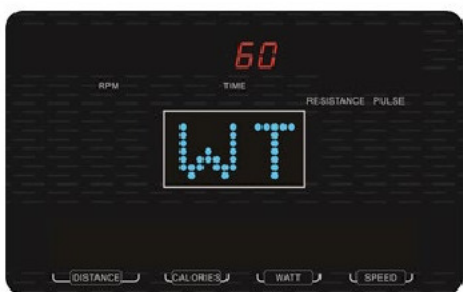 60
RPM TIME
RESISTANCE PULSE
WT
DISTANCE CALORIES WATT SPEED